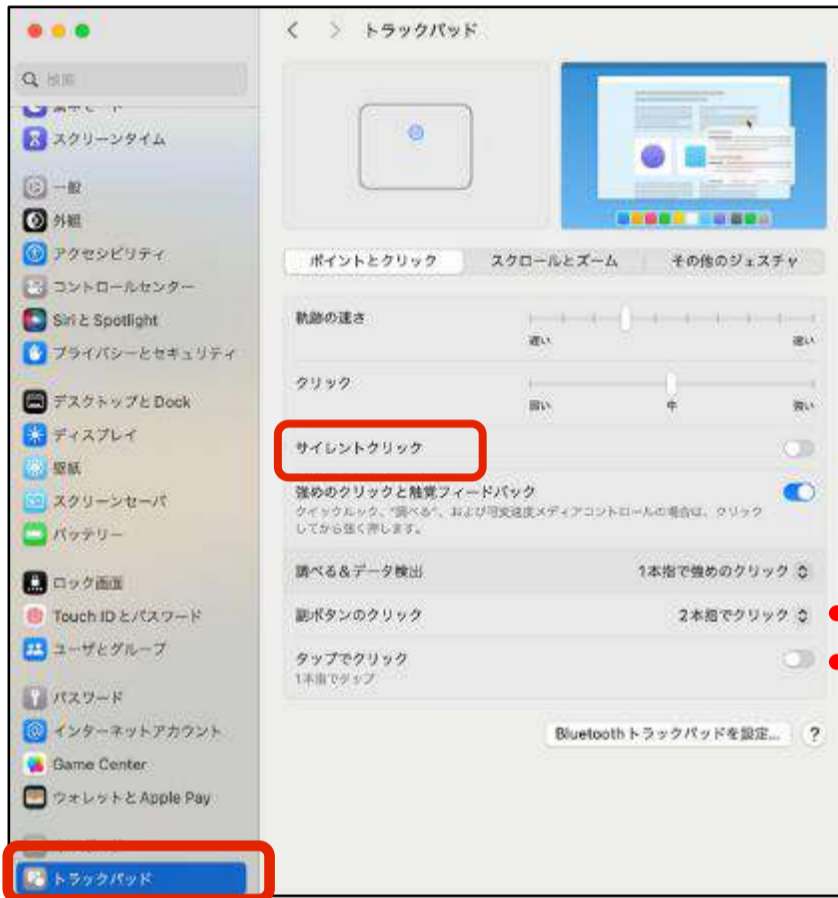 トラックパッド
検索
スクリーンタイム
一般
外観
アクセシビリティ
コントロールセンター
Siri と Spotlight
プライバシーとセキュリティ
デスクトップと Dock
ディスプレイ
壁紙
スクリーンセーバ
バッテリー
ロック画面
Touch ID とパスワード
ユーザとグループ
パスワード
インターネットアカウント
Game Center
ウォレットと Apple Pay
トラックパッド
ポイントとクリック スクロールとズーム その他のジェスチャ
軌跡の速さ
遅い 速い
クリック
弱い 中 強い
サイレントクリック
強めのクリックと触覚フィードバック
クイックルック、"調べる"、および可変速度メディアコントロールの場合は、クリック
してから強く押します。
調べる＆データ検出 1本指で強めのクリック
副ボタンのクリック 2本指でクリック
タップでクリック
1本指でタップ
Bluetooth トラックパッドを設定... ?